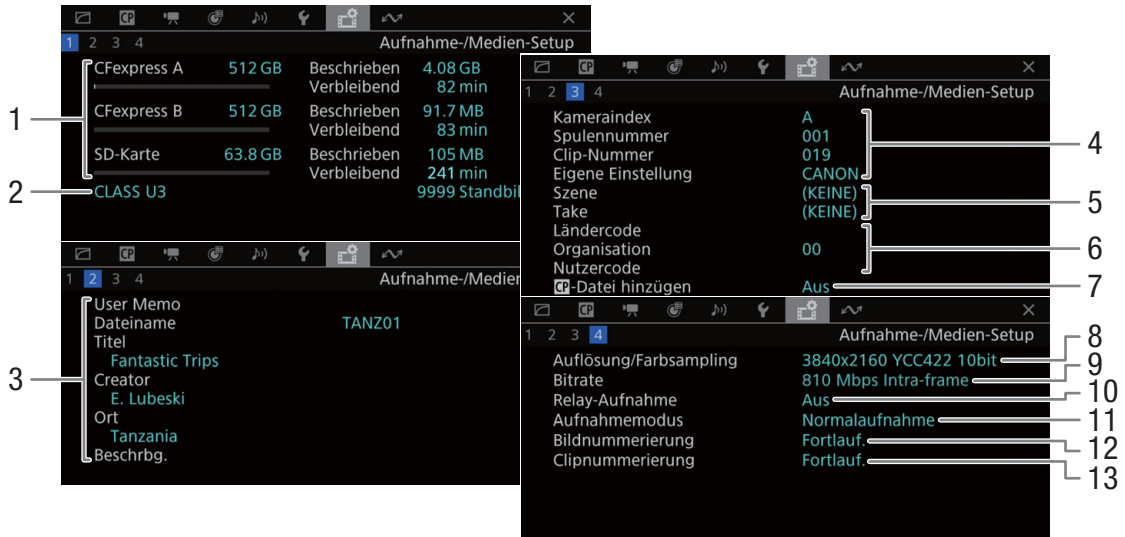 1 2 3 4 Aufnahme-/Medien-Setup
CFexpress A 512 GB Beschrieben 4.08 GB
Verbleibend 82 min
CFexpress B 512 GB Beschrieben 91.7 MB
Verbleibend 83 min
SD-Karte 63.8 GB Beschrieben 105 MB
Verbleibend 241 min
CLASS U3 9999 Standbil
1
2
CP
1 2 3 4 Aufnahme-/Medien
User Memo
Dateiname TANZ01
Titel
Fantastic Trips
Creator
E. Lubeski
Ort
Tanzania
Beschrbg.
3
CP
1 2 3 4 Aufnahme-/Medien-Setup
Kameraindex A
Spulennummer 001
Clip-Nummer 019
Eigene Einstellung CANON
Szene (KEINE)
Take (KEINE)
Ländercode
Organisation 00
Nutzercode
CP-Datei hinzügen Aus
4
5
6
7
CP
1 2 3 4 Aufnahme-/Medien-Setup
Auflösung/Farbsampling 3840x2160 YCC422 10bit
Bitrate 810 Mbps Intra-frame
Relay-Aufnahme Aus
Aufnahmemodus Normalaufnahme
Bildnummerierung Fortlauf.
Clipnummerierung Fortlauf.
8
9
10
11
12
13